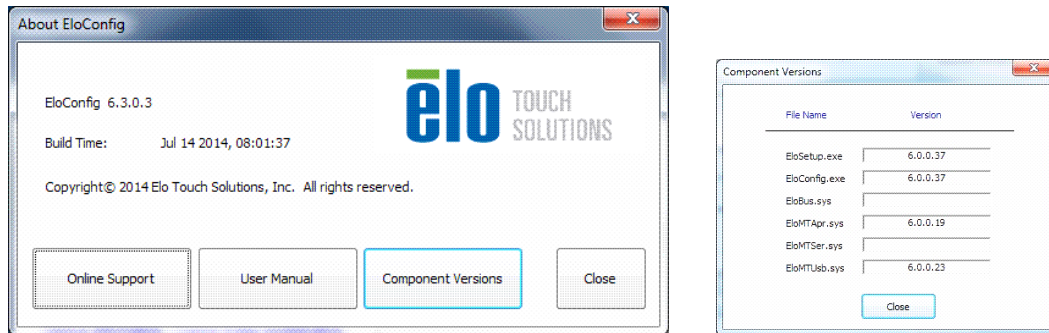 About EloConfig
EloConfig 6.3.0.3
elo TOUCH
SOLUTIONS
Build Time: Jul 14 2014, 08:01:37
Copyright© 2014 Elo Touch Solutions, Inc. All rights reserved.
Online Support User Manual Component Versions Close
Component Versions
File Name Version
EloSetup.exe 6.0.0.37
EloConfig.exe 6.0.0.37
EloBus.sys
EloMTApr.sys 6.0.0.19
EloMTSer.sys
EloMTUsb.sys 6.0.0.23
Close